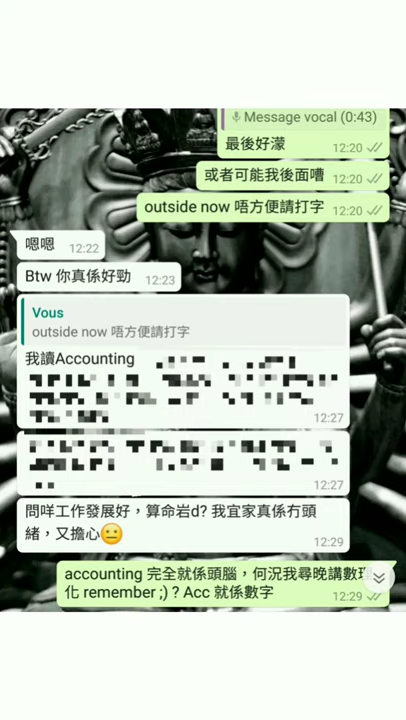 Message vocal (0:43)
最後好濛
12:20
或者可能我後面嘈
12:20
outside now 唔方便請打字
12:20
嗯嗯
12:22
Btw 你真係好勁
12:23
Vous
outside now 唔方便請打字
我讀Accounting
12:27
12:27
問咩工作發展好，算命岩d? 我宜家真係冇頭
緒，又擔心😐
12:29
accounting 完全就係頭腦，何況我尋晚講數理
化 remember ;) ? Acc 就係數字
12:29